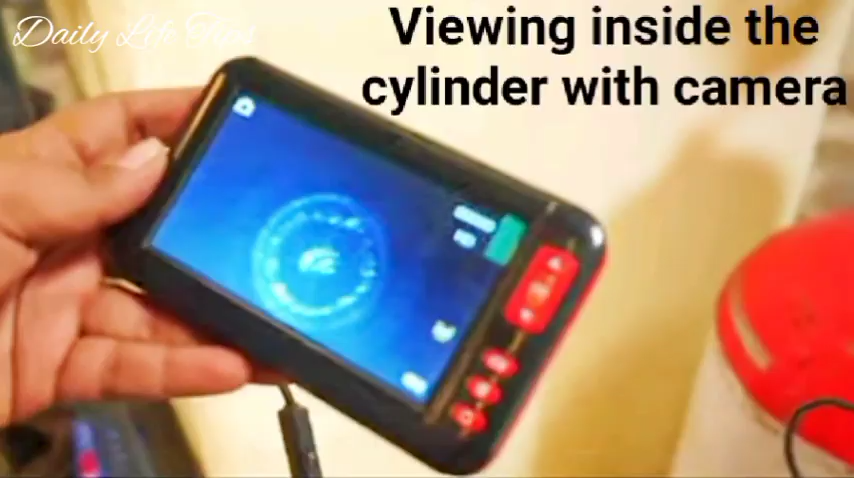 Daily Life Tips
Viewing inside the
cylinder with camera